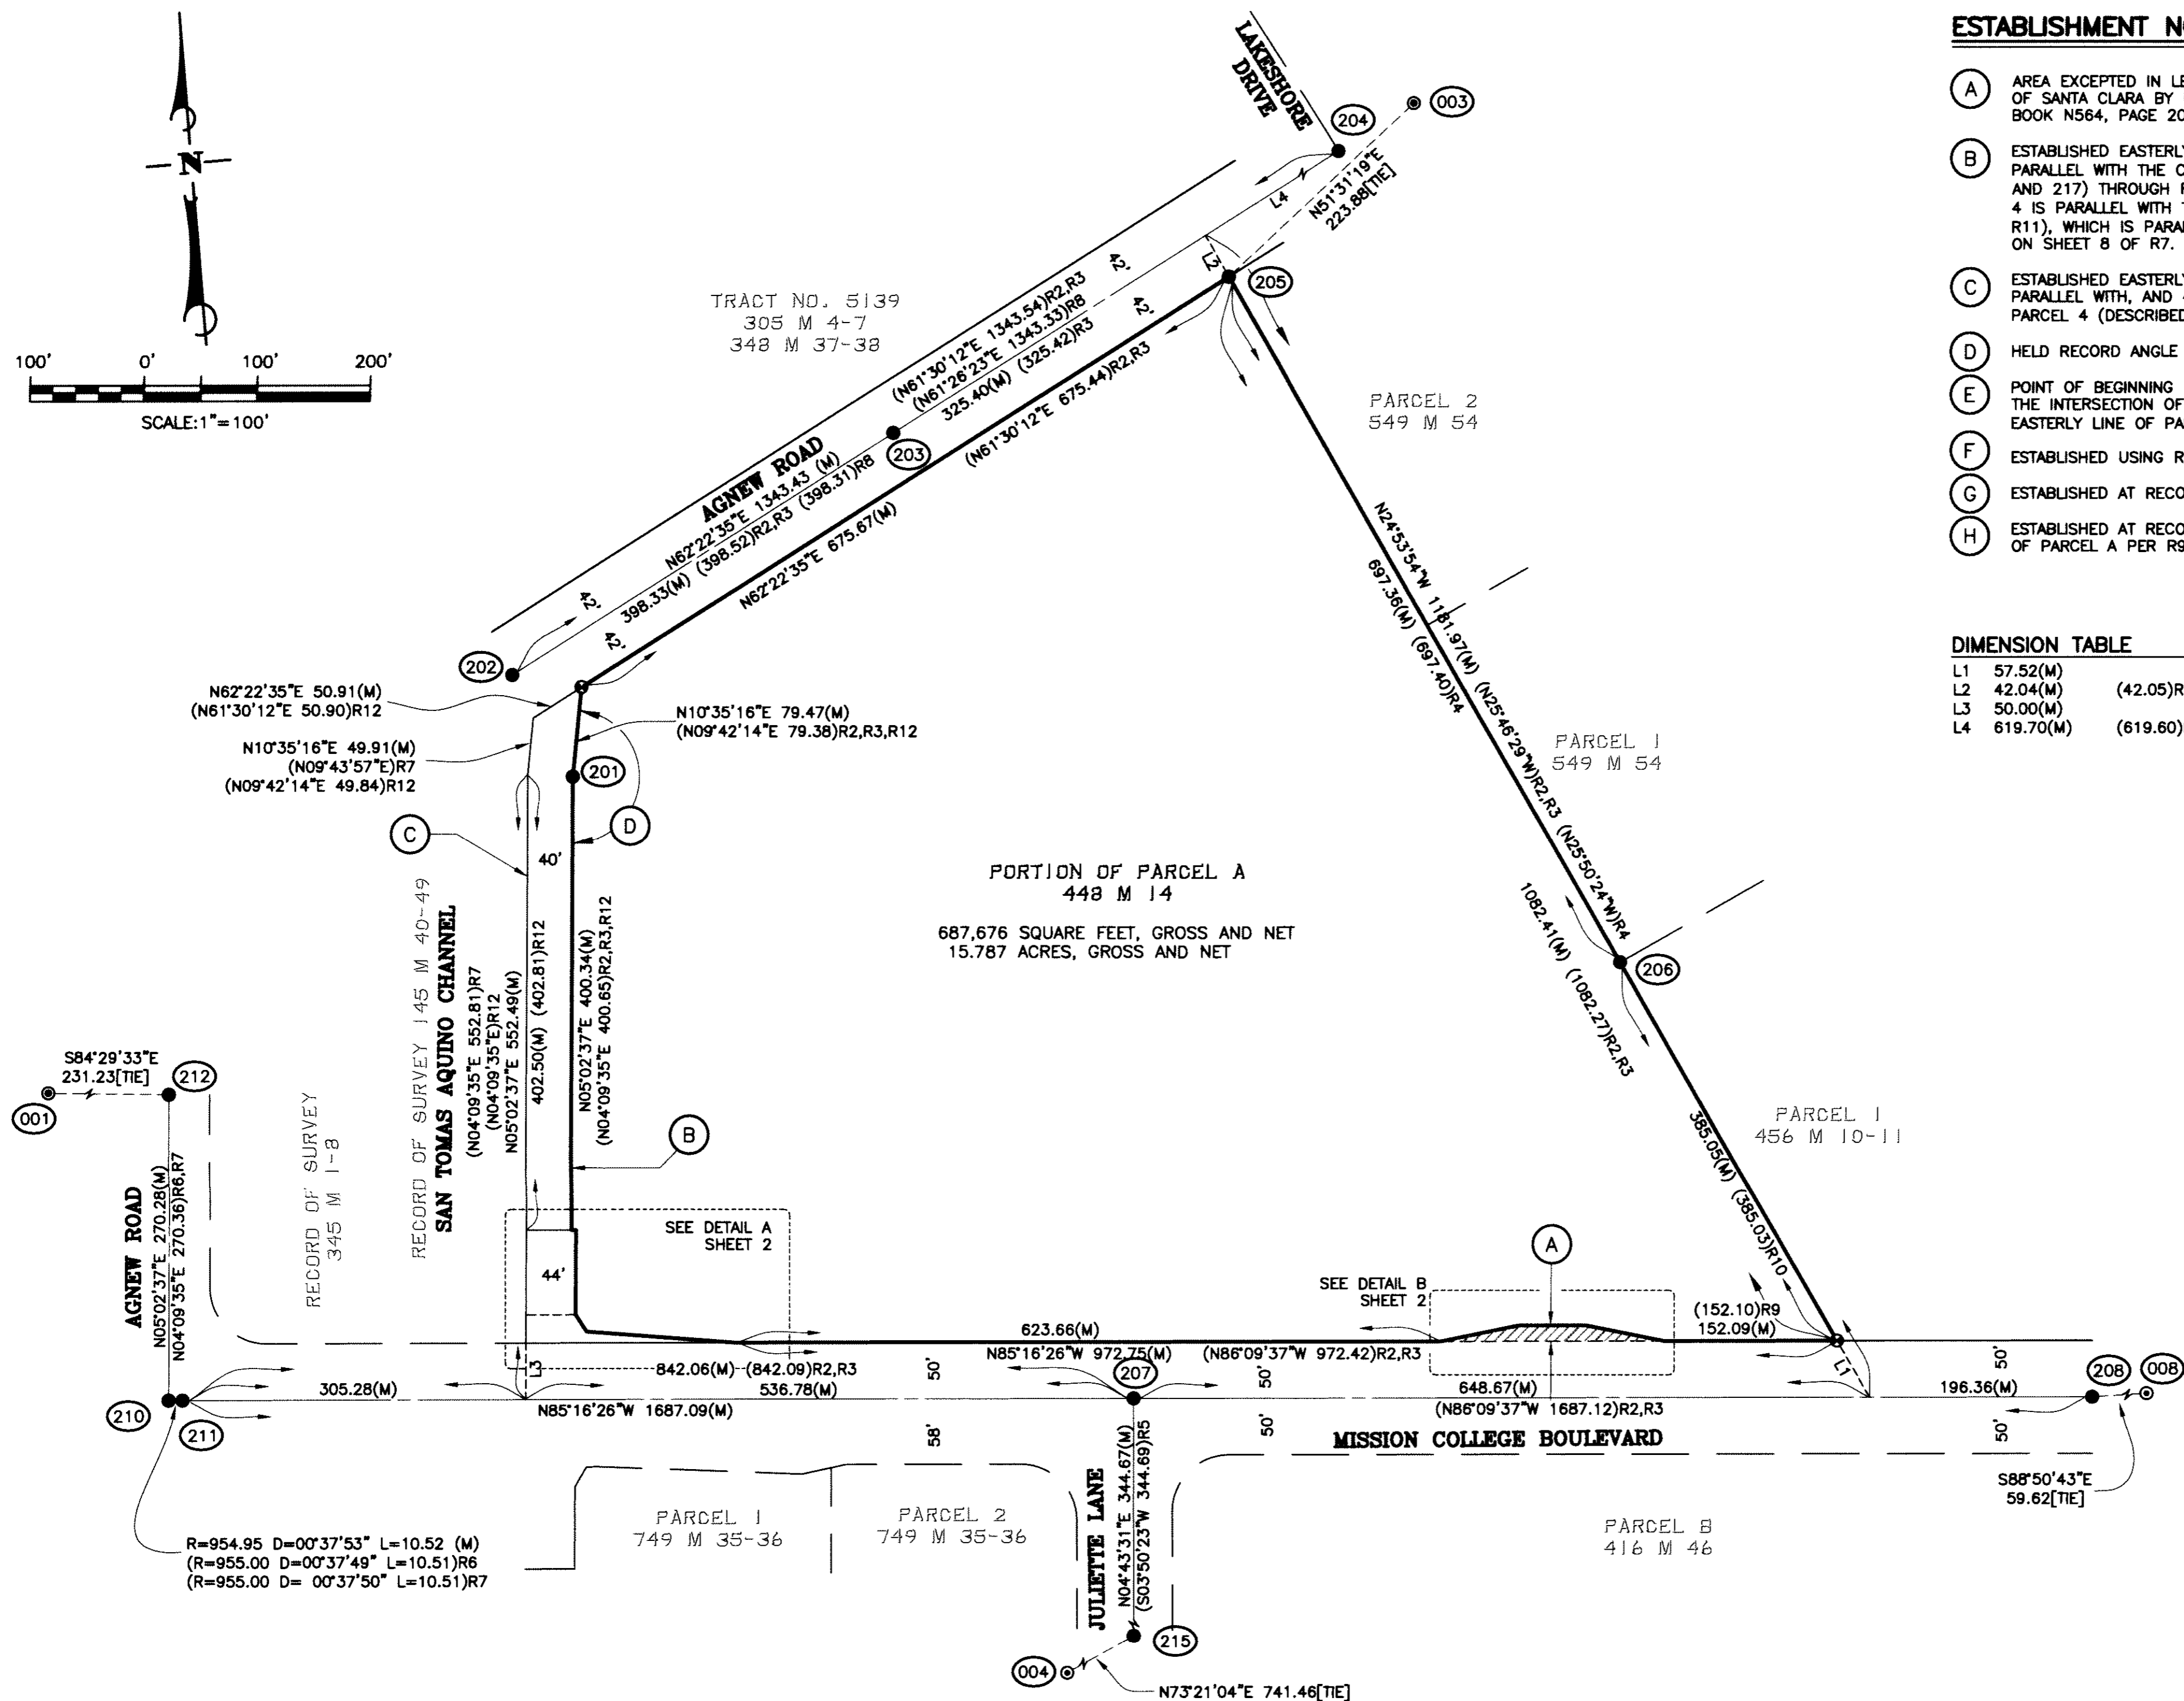 ESTABLISHMENT
A
AREA EXCEPTED IN
OF SANTA CLARA BY
BOOK N564, PAGE
B
ESTABLISHED EASTERLY
PARALLEL WITH THE
AND 217) THROUGH
4 IS PARALLEL WITH
R11), WHICH IS
ON SHEET 8 OF R7.
C
ESTABLISHED EASTERLY
PARALLEL WITH, AND
PARCEL 4 (DESCRIBED
D
HELD RECORD ANGLE
E
POINT OF BEGINNING
THE INTERSECTION OF
EASTERLY LINE OF
F
ESTABLISHED USING
G
ESTABLISHED AT
H
ESTABLISHED AT
OF PARCEL A PER
DIMENSION TABLE
L1 57.52(M)
L2 42.04(M) (42.05)R
L3 50.00(M)
L4 619.70(M) (619.60)
N
100' 0' 100' 200'
SCALE:1"=100'
LAKESHORE
DRIVE
204
003
N51°31'19"E
223.88[TIE]
L4
L2
205
TRACT NO. 5139
305 M 4-7
348 M 37-38
42'
42'
(N61°30'12"E 1343.54)R2,R3
(N61°26'23"E 1343.33)R8
325.40(M) (325.42)R3
(N61°30'12"E 675.44)R2,R3
203
AGNEW ROAD
N62°22'35"E 1343.43 (M)
398.33(M) (398.52)R2,R3 (398.31)R8
N62°22'35"E 675.67(M)
42'
42'
202
PARCEL 2
549 M 54
N24°53'54"W 1181.97(M) (N25°46'29"W)R2,R3 (N25°50'24"W)R4
697.36(M) (697.40)R4
PARCEL 1
549 M 54
N62°22'35"E 50.91(M)
(N61°30'12"E 50.90)R12
N10°35'16"E 79.47(M)
(N09°42'14"E 79.38)R2,R3,R12
N10°35'16"E 49.91(M)
(N09°43'57"E)R7
(N09°42'14"E 49.84)R12
201
C
D
40'
PORTION OF PARCEL A
448 M 14
687,676 SQUARE FEET, GROSS AND NET
15.787 ACRES, GROSS AND NET
206
1082.41(M) (1082.27)R2,R3
RECORD OF SURVEY 145 M 40-49
SAN TOMAS AQUINO CHANNEL
(N04°09'35"E 552.81)R7
(N04°09'35"E)R12
N05°02'37"E 552.49(M)
402.50(M) (402.81)R12
N05°02'37"E 400.34(M)
(N04°09'35"E 400.65)R2,R3,R12
B
S84°29'33"E
231.23[TIE]
212
001
AGNEW ROAD
N05°02'37"E 270.28(M)
N04°09'35"E 270.36)R6,R7
RECORD OF SURVEY
345 M 1-8
PARCEL 1
456 M 10-11
385.05(M) (385.03)R10
SEE DETAIL A
SHEET 2
44'
SEE DETAIL B
SHEET 2
A
(152.10)R9
152.09(M)
623.66(M)
N85°16'26"W 972.75(M) (N86°09'37"W 972.42)R2,R3
L3
842.06(M) (842.09)R2,R3
50'
207
50'
L1
50'
208
008
210
211
305.28(M)
536.78(M)
648.67(M)
196.36(M)
N85°16'26"W 1687.09(M)
(N86°09'37"W 1687.12)R2,R3
58'
50'
MISSION COLLEGE BOULEVARD
50'
S88°50'43"E
59.62[TIE]
R=954.95 D=00°37'53" L=10.52 (M)
(R=955.00 D=00°37'49" L=10.51)R6
(R=955.00 D= 00°37'50" L=10.51)R7
PARCEL 1
749 M 35-36
PARCEL 2
749 M 35-36
JULIETTE LANE
N04°43'31"E 344.67(M)
(S03°50'23"W 344.69)R5
PARCEL B
416 M 46
215
004
N73°21'04"E 741.46[TIE]